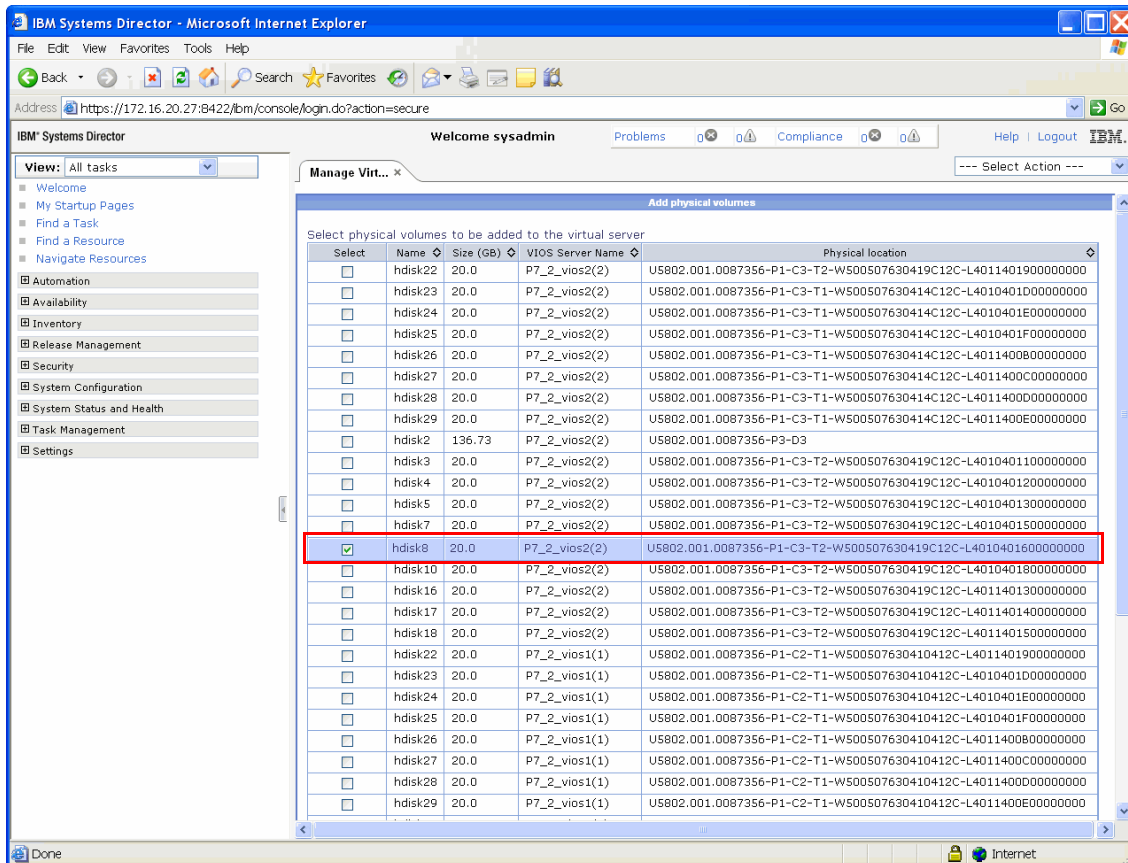 IBM Systems Director - Microsoft Internet Explorer
File Edit View Favorites Tools Help
Back Search Favorites
Address https://172.16.20.27:8422/ibm/console/login.do?action=secure Go
IBM® Systems Director Welcome sysadmin Problems 0 0 Compliance 0 0 Help | Logout IBM.
View: All tasks
Manage Virt... × --- Select Action ---
Welcome
My Startup Pages
Find a Task
Find a Resource
Navigate Resources
Automation
Availability
Inventory
Release Management
Security
System Configuration
System Status and Health
Task Management
Settings
Add physical volumes
Select physical volumes to be added to the virtual server
Select Name Size (GB) VIOS Server Name Physical location
hdisk22 20.0 P7_2_vios2(2) U5802.001.0087356-P1-C3-T2-W500507630419C12C-L4011401900000000
hdisk23 20.0 P7_2_vios2(2) U5802.001.0087356-P1-C3-T1-W500507630414C12C-L4010401D00000000
hdisk24 20.0 P7_2_vios2(2) U5802.001.0087356-P1-C3-T1-W500507630414C12C-L4010401E00000000
hdisk25 20.0 P7_2_vios2(2) U5802.001.0087356-P1-C3-T1-W500507630414C12C-L4010401F00000000
hdisk26 20.0 P7_2_vios2(2) U5802.001.0087356-P1-C3-T1-W500507630414C12C-L4011400B00000000
hdisk27 20.0 P7_2_vios2(2) U5802.001.0087356-P1-C3-T1-W500507630414C12C-L4011400C00000000
hdisk28 20.0 P7_2_vios2(2) U5802.001.0087356-P1-C3-T1-W500507630414C12C-L4011400D00000000
hdisk29 20.0 P7_2_vios2(2) U5802.001.0087356-P1-C3-T1-W500507630414C12C-L4011400E00000000
hdisk2 136.73 P7_2_vios2(2) U5802.001.0087356-P3-D3
hdisk3 20.0 P7_2_vios2(2) U5802.001.0087356-P1-C3-T2-W500507630419C12C-L4010401100000000
hdisk4 20.0 P7_2_vios2(2) U5802.001.0087356-P1-C3-T2-W500507630419C12C-L4010401200000000
hdisk5 20.0 P7_2_vios2(2) U5802.001.0087356-P1-C3-T2-W500507630419C12C-L4010401300000000
hdisk7 20.0 P7_2_vios2(2) U5802.001.0087356-P1-C3-T2-W500507630419C12C-L4010401500000000
hdisk8 20.0 P7_2_vios2(2) U5802.001.0087356-P1-C3-T2-W500507630419C12C-L4010401600000000
hdisk10 20.0 P7_2_vios2(2) U5802.001.0087356-P1-C3-T2-W500507630419C12C-L4010401800000000
hdisk16 20.0 P7_2_vios2(2) U5802.001.0087356-P1-C3-T2-W500507630419C12C-L4011401300000000
hdisk17 20.0 P7_2_vios2(2) U5802.001.0087356-P1-C3-T2-W500507630419C12C-L4011401400000000
hdisk18 20.0 P7_2_vios2(2) U5802.001.0087356-P1-C3-T2-W500507630419C12C-L4011401500000000
hdisk22 20.0 P7_2_vios1(1) U5802.001.0087356-P1-C2-T1-W500507630410412C-L4011401900000000
hdisk23 20.0 P7_2_vios1(1) U5802.001.0087356-P1-C2-T1-W500507630410412C-L4010401D00000000
hdisk24 20.0 P7_2_vios1(1) U5802.001.0087356-P1-C2-T1-W500507630410412C-L4010401E00000000
hdisk25 20.0 P7_2_vios1(1) U5802.001.0087356-P1-C2-T1-W500507630410412C-L4010401F00000000
hdisk26 20.0 P7_2_vios1(1) U5802.001.0087356-P1-C2-T1-W500507630410412C-L4011400B00000000
hdisk27 20.0 P7_2_vios1(1) U5802.001.0087356-P1-C2-T1-W500507630410412C-L4011400C00000000
hdisk28 20.0 P7_2_vios1(1) U5802.001.0087356-P1-C2-T1-W500507630410412C-L4011400D00000000
hdisk29 20.0 P7_2_vios1(1) U5802.001.0087356-P1-C2-T1-W500507630410412C-L4011400E00000000
Done Internet